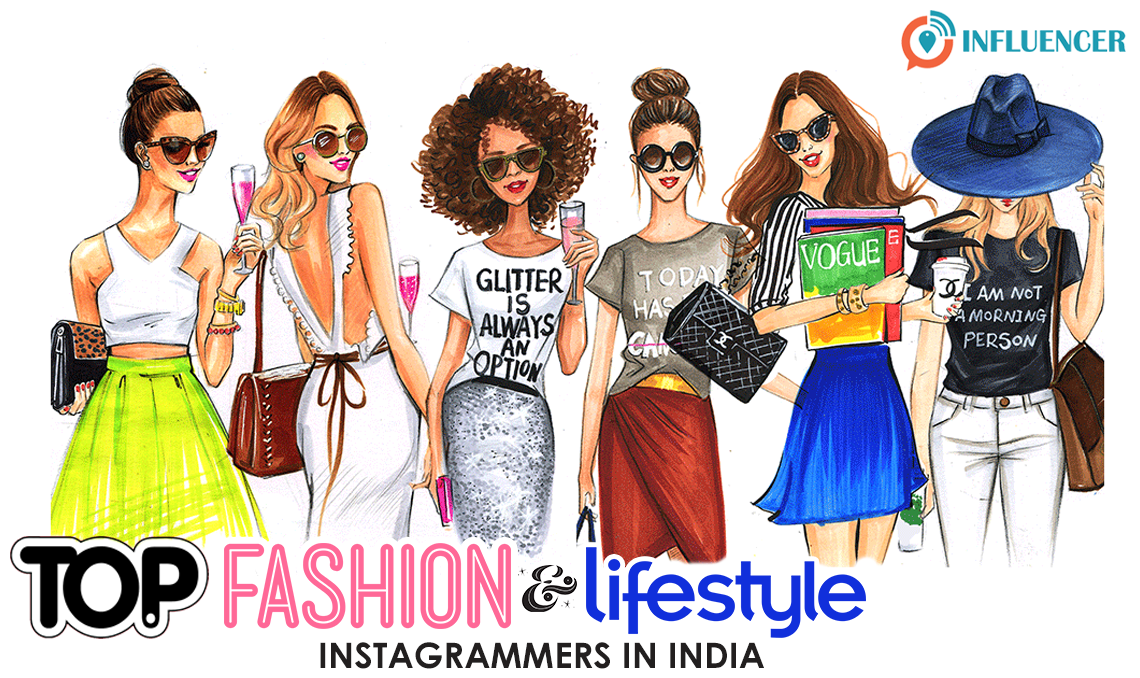 INFLUENCER
GLITTER
IS
ALWAYS
AN
OPTION
TODAY
HAS
VOGUE
E
I AM NOT
A MORNING
PERSON
TOP FASHION & lifestyle
INSTAGRAMMERS IN INDIA